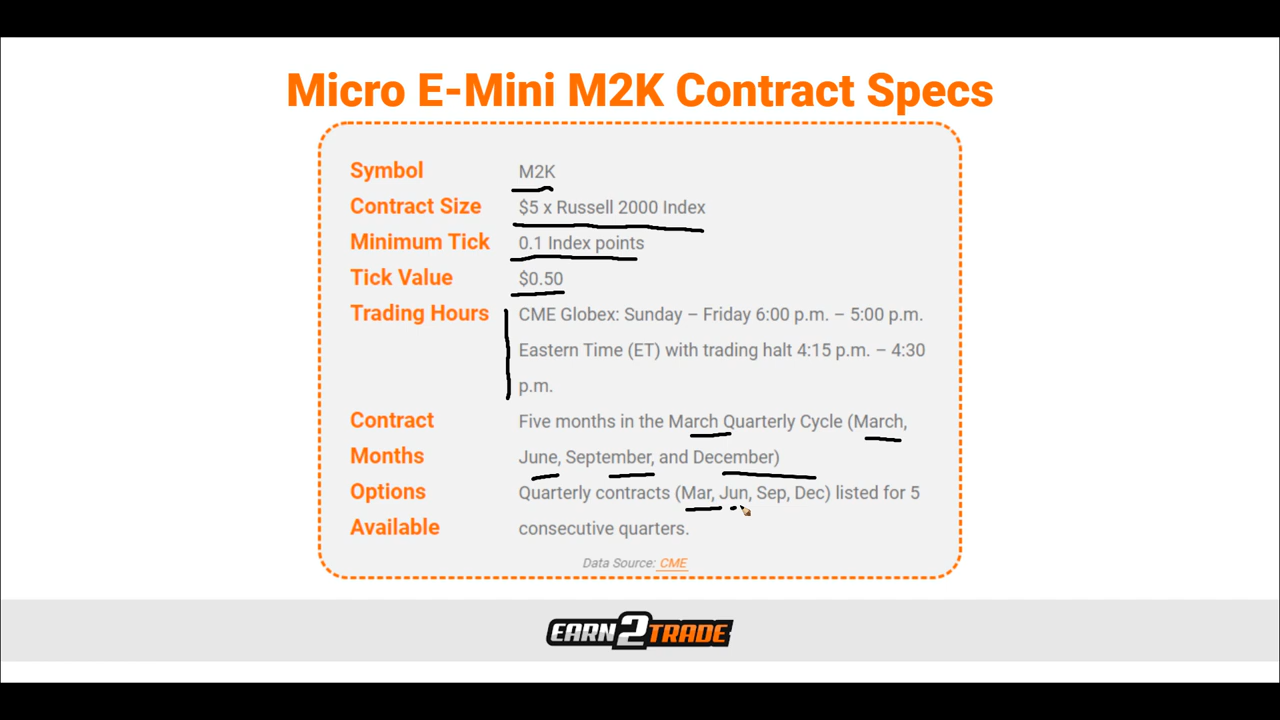 Micro E-Mini M2K Contract Specs
Symbol M2K
Contract Size $5 x Russell 2000 Index
Minimum Tick 0.1 Index points
Tick Value $0.50
Trading Hours CME Globex: Sunday – Friday 6:00 p.m. – 5:00 p.m.
Eastern Time (ET) with trading halt 4:15 p.m. – 4:30
p.m.
Contract Five months in the March Quarterly Cycle (March,
Months June, September, and December)
Options Quarterly contracts (Mar, Jun, Sep, Dec) listed for 5
Available consecutive quarters.
Data Source: CME
EARN2TRADE